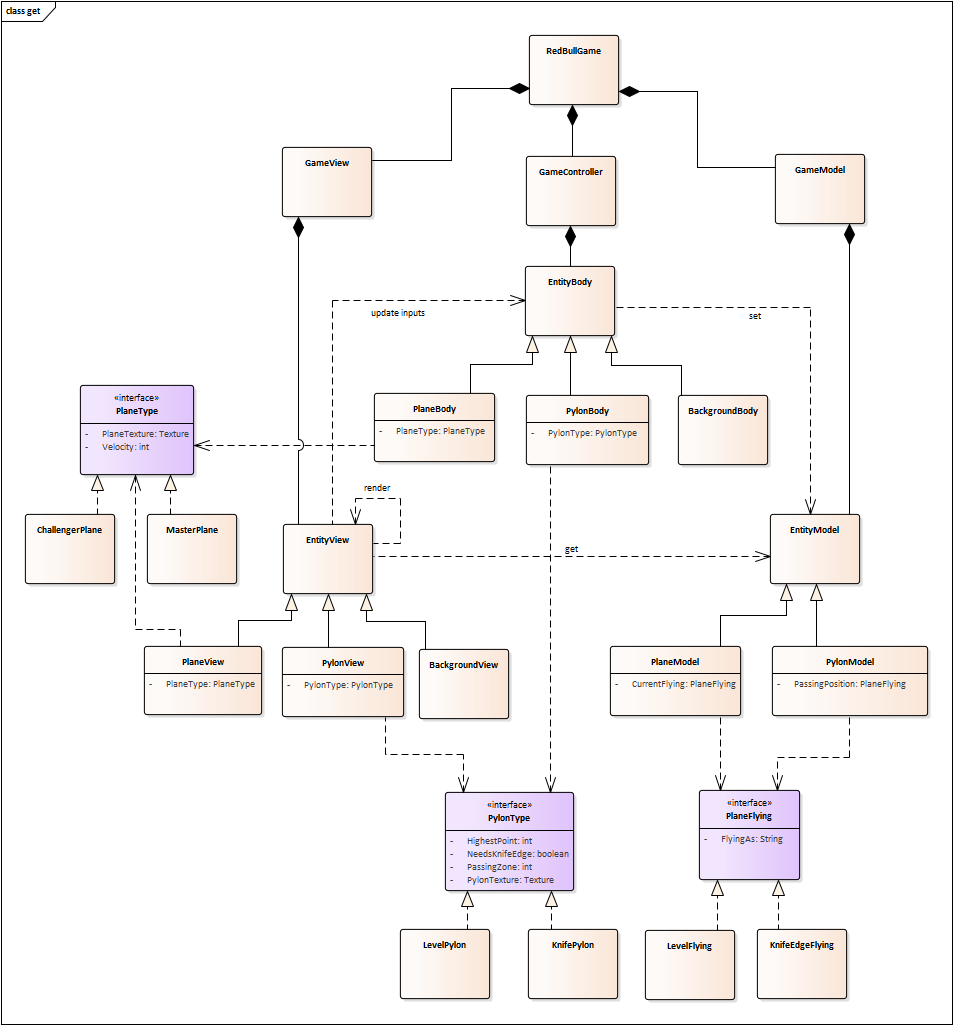 class get
RedBullGame
GameView
GameController
GameModel
EntityBody
update inputs
set
«interface»
PlaneType
- PlaneTexture: Texture
- Velocity: int
PlaneBody
- PlaneType: PlaneType
PylonBody
- PylonType: PylonType
BackgroundBody
render
ChallengerPlane
MasterPlane
EntityView
get
EntityModel
PlaneView
- PlaneType: PlaneType
PylonView
- PylonType: PylonType
BackgroundView
PlaneModel
- CurrentFlying: PlaneFlying
PylonModel
- PassingPosition: PlaneFlying
«interface»
PylonType
- HighestPoint: int
- NeedsKnifeEdge: boolean
- PassingZone: int
- PylonTexture: Texture
«interface»
PlaneFlying
- FlyingAs: String
LevelPylon
KnifePylon
LevelFlying
KnifeEdgeFlying